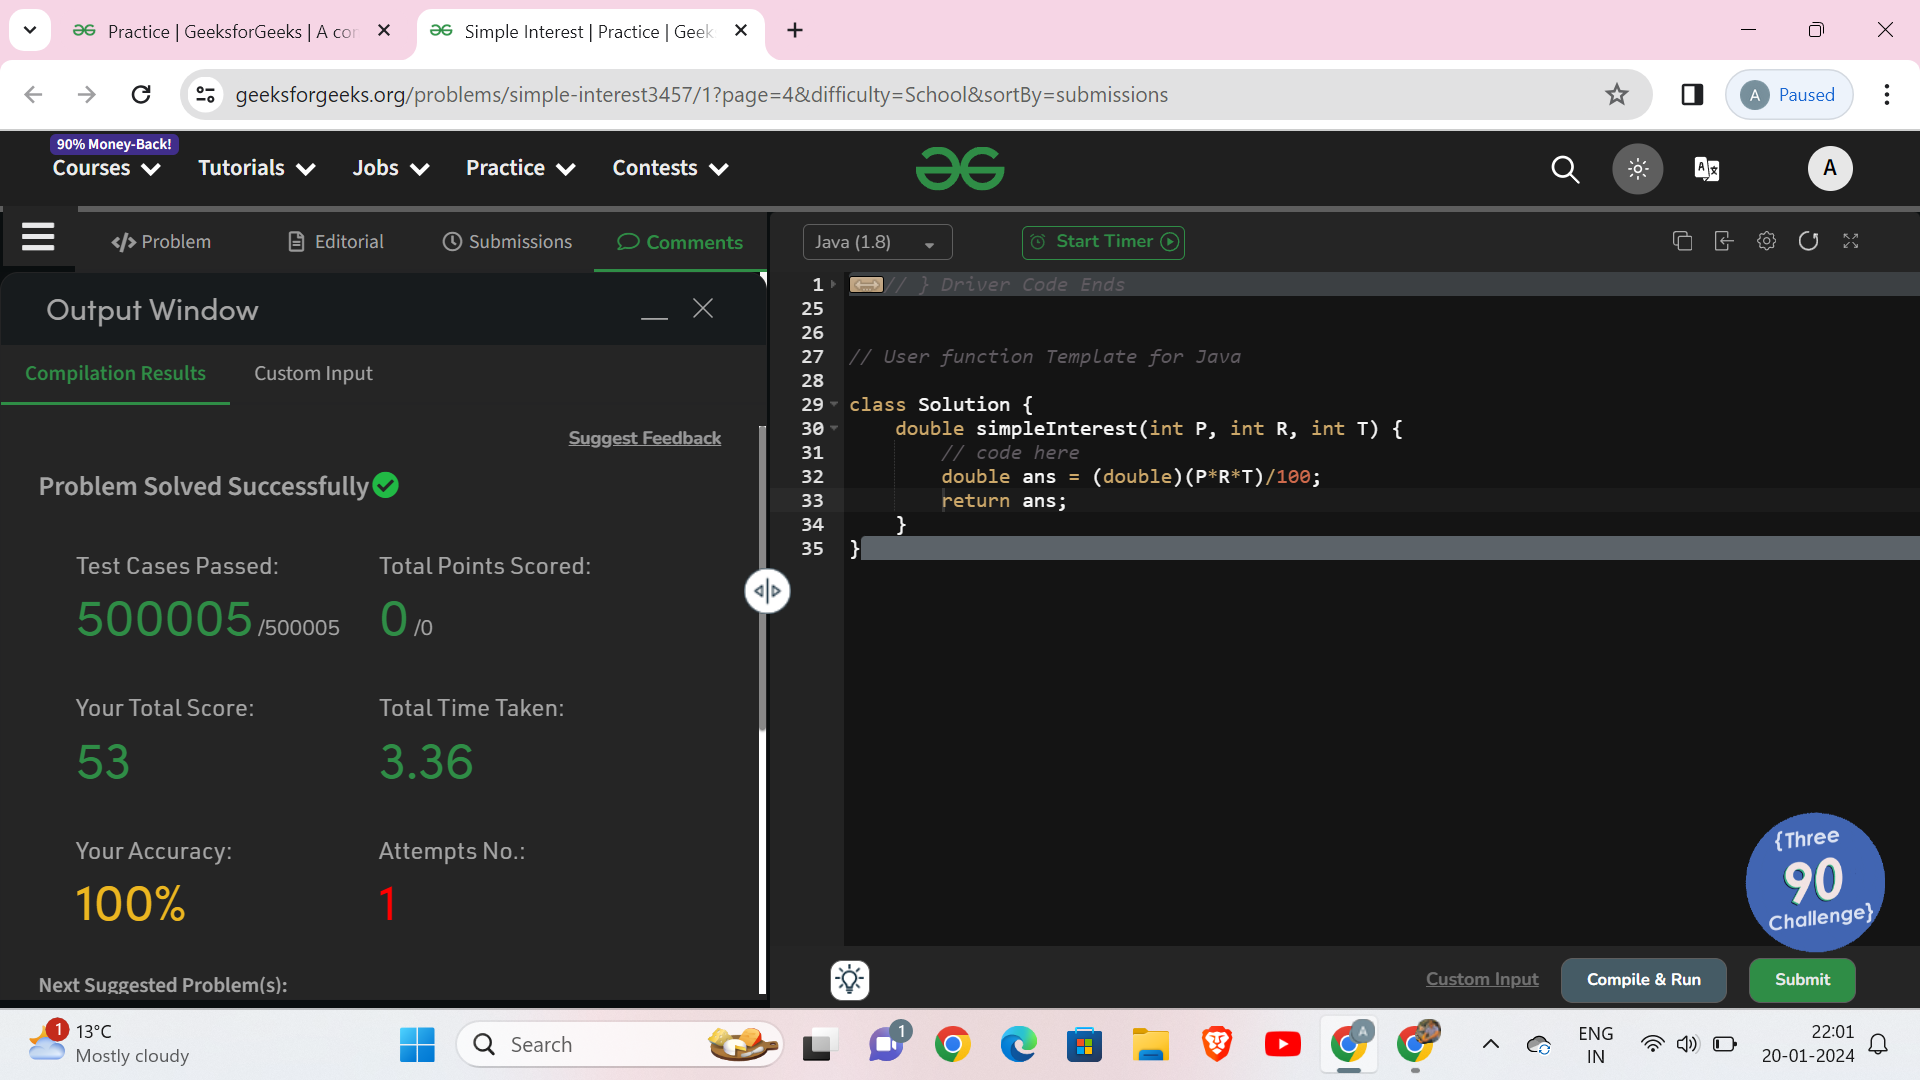 Practice | GeeksforGeeks | A con
Simple Interest | Practice | Geek
geeksforgeeks.org/problems/simple-interest3457/1?page=4&difficulty=School&sortBy=submissions
A Paused
90% Money-Back!
Courses Tutorials Jobs Practice Contests
A
</> Problem Editorial Submissions Comments
Java (1.8) Start Timer
Output Window
Compilation Results Custom Input
Suggest Feedback
Problem Solved Successfully
Test Cases Passed: Total Points Scored:
500005 /500005 0 /0
Your Total Score: Total Time Taken:
53 3.36
Your Accuracy: Attempts No.:
100% 1
Next Suggested Problem(s):
1 // } Driver Code Ends
25
26
27 // User function Template for Java
28
29 class Solution {
30 double simpleInterest(int P, int R, int T) {
31 // code here
32 double ans = (double)(P*R*T)/100;
33 return ans;
34 }
35 }
{Three
90
Challenge}
Custom Input Compile & Run Submit
1 13°C
Mostly cloudy
Search
1
A
ENG
IN
22:01
20-01-2024